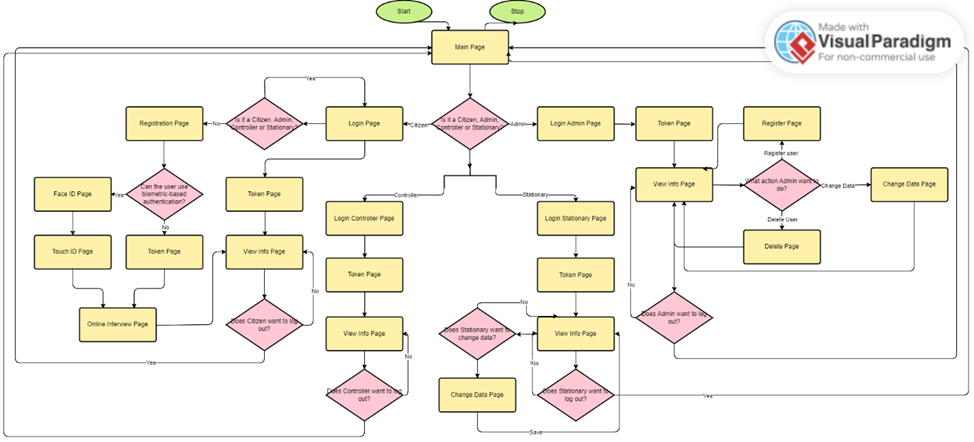 Start
Stop
Made with
VisualParadigm
For non-commercial use
Main Page
Yes
Registration Page
No
Is it a Citizen, Admin,
Controller or Stationary?
Login Page
Citizen
Is it a Citizen, Admin,
Controller or Stationary?
Admin
Login Admin Page
Token Page
Register Page
Register user
Face ID Page
Yes
Can the user use
biometric-based
authentication?
No
Token Page
View Info Page
What action Admin want to
do?
Change Data
Change Data Page
Controller
Stationary
Login Controller Page
Login Stationary Page
Delete User
Delete Page
Touch ID Page
Token Page
View Info Page
Token Page
Token Page
No
No
Online Interview Page
Does Citizen want to log
out?
No
View Info Page
No
Does Stationary want to
change data?
View Info Page
Does Admin want to log
out?
Yes
No
Does Controller want to log
out?
Change Data Page
Does Stationary want to
log out?
Yes
Save